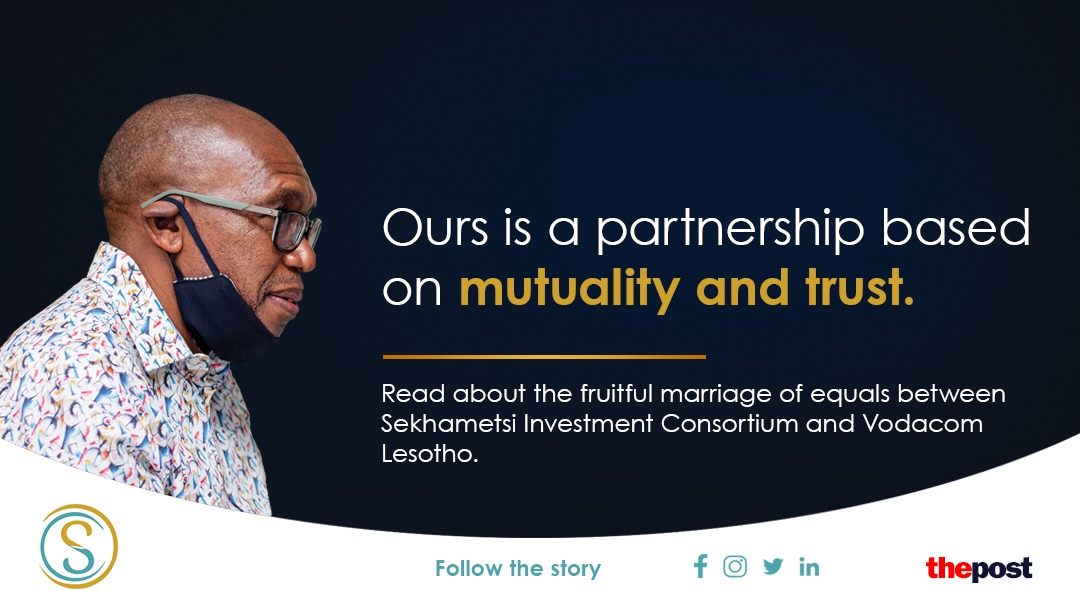 Ours is a partnership based
on mutuality and trust.
Read about the fruitful marriage of equals between
Sekhametsi Investment Consortium and Vodacom
Lesotho.
S
Follow the story
thepost